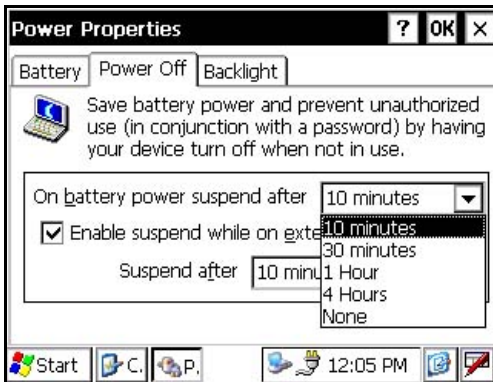 Power Properties ? OK ×
Battery Power Off Backlight
Save battery power and prevent unauthorized
use (in conjunction with a password) by having
your device turn off when not in use.
On battery power suspend after 10 minutes
Enable suspend while on exte
Suspend after 10 minu
10 minutes
30 minutes
1 Hour
4 Hours
None
Start C. P. 12:05 PM